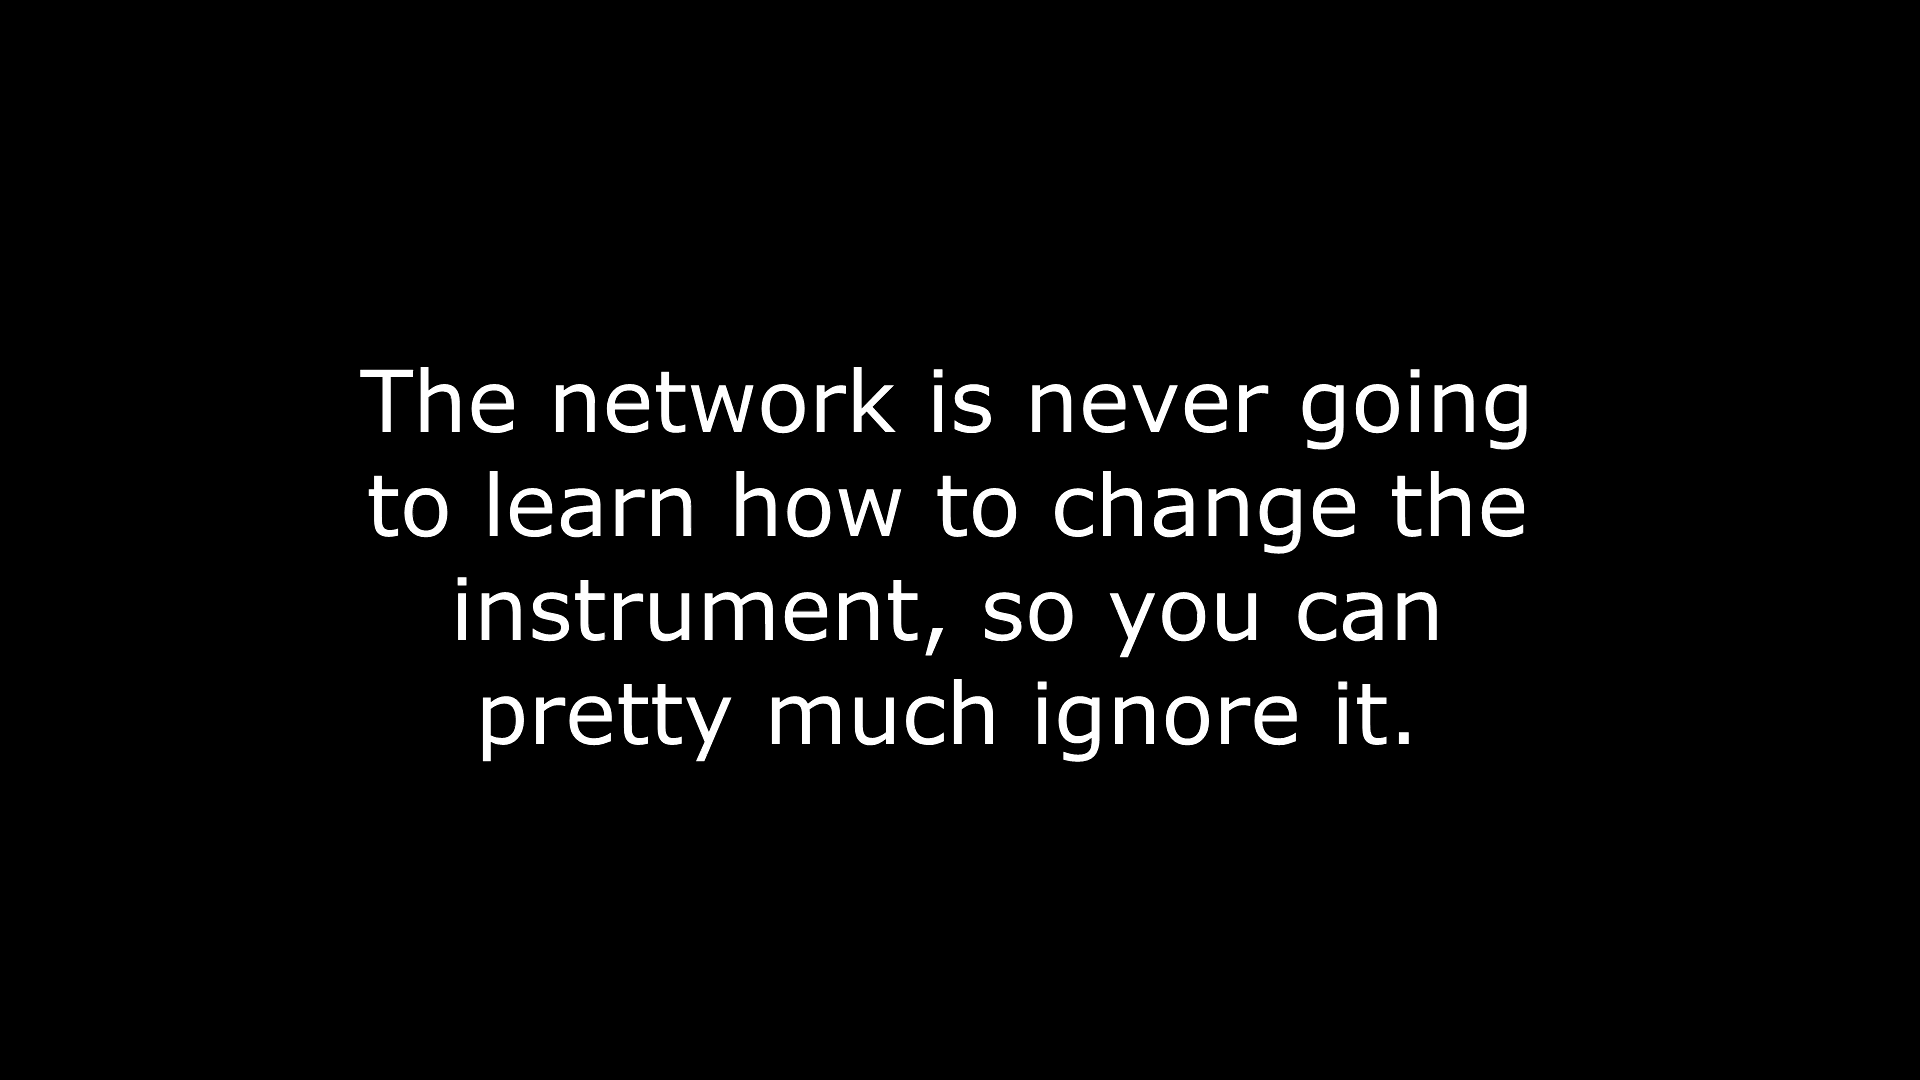 The network is never going
to learn how to change the
instrument, so you can
pretty much ignore it.